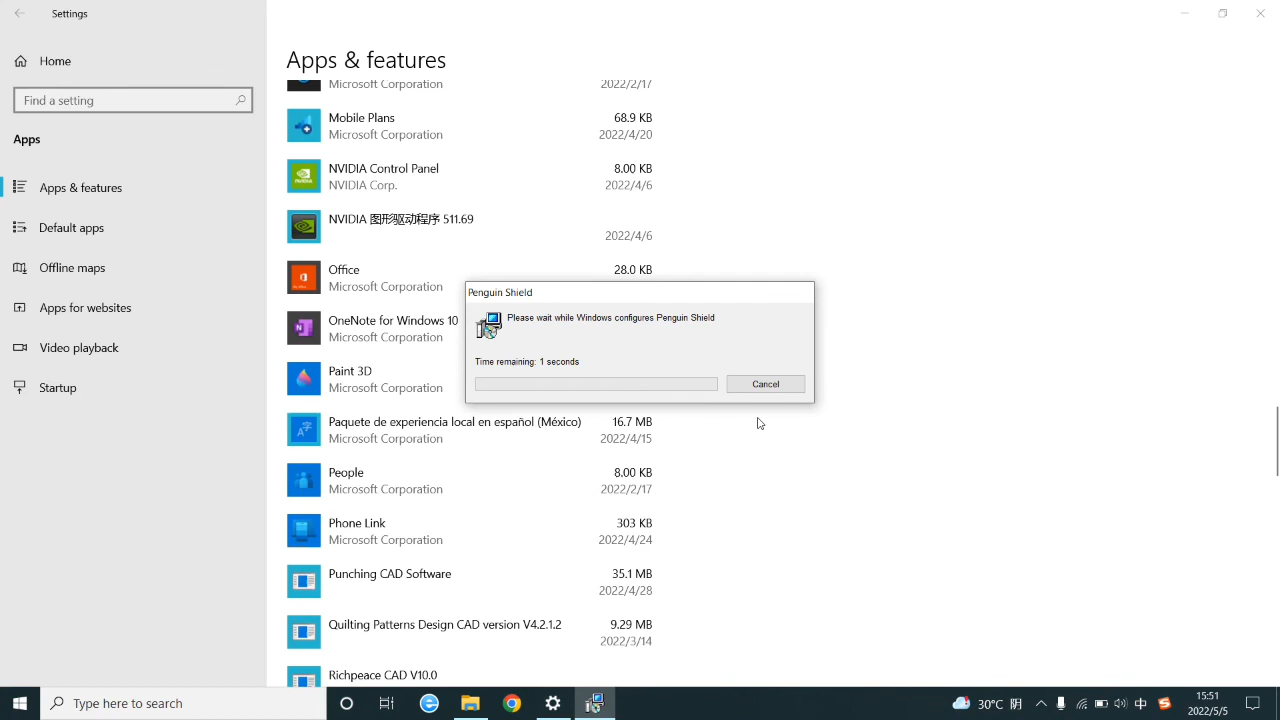 Settings
Home
Find a setting
Apps
Apps & features
Default apps
Offline maps
Apps for websites
Video playback
Startup
Apps & features
Microsoft Corporation 2022/2/17
Mobile Plans 68.9 KB
Microsoft Corporation 2022/4/20
NVIDIA Control Panel 8.00 KB
NVIDIA Corp. 2022/4/6
NVIDIA 图形驱动程序 511.69
2022/4/6
Office 28.0 KB
Microsoft Corporation
OneNote for Windows 10
Microsoft Corporation
Paint 3D
Microsoft Corporation
Paquete de experiencia local en español (México) 16.7 MB
Microsoft Corporation 2022/4/15
People 8.00 KB
Microsoft Corporation 2022/2/17
Phone Link 303 KB
Microsoft Corporation 2022/4/24
Punching CAD Software 35.1 MB
2022/4/28
Quilting Patterns Design CAD version V4.2.1.2 9.29 MB
2022/3/14
Richpeace CAD V10.0
Penguin Shield
Please wait while Windows configures Penguin Shield
Time remaining: 1 seconds
Cancel
Type here to search
30°C 阴 中
15:51
2022/5/5